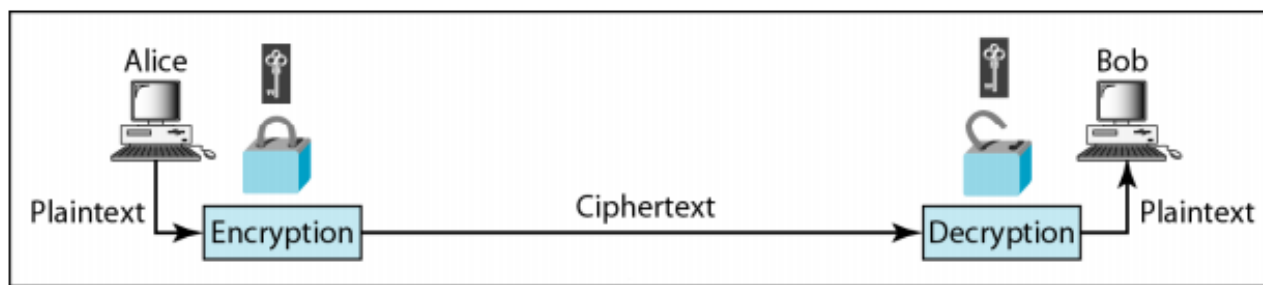 Alice
Bob
Plaintext
Encryption
Ciphertext
Decryption
Plaintext